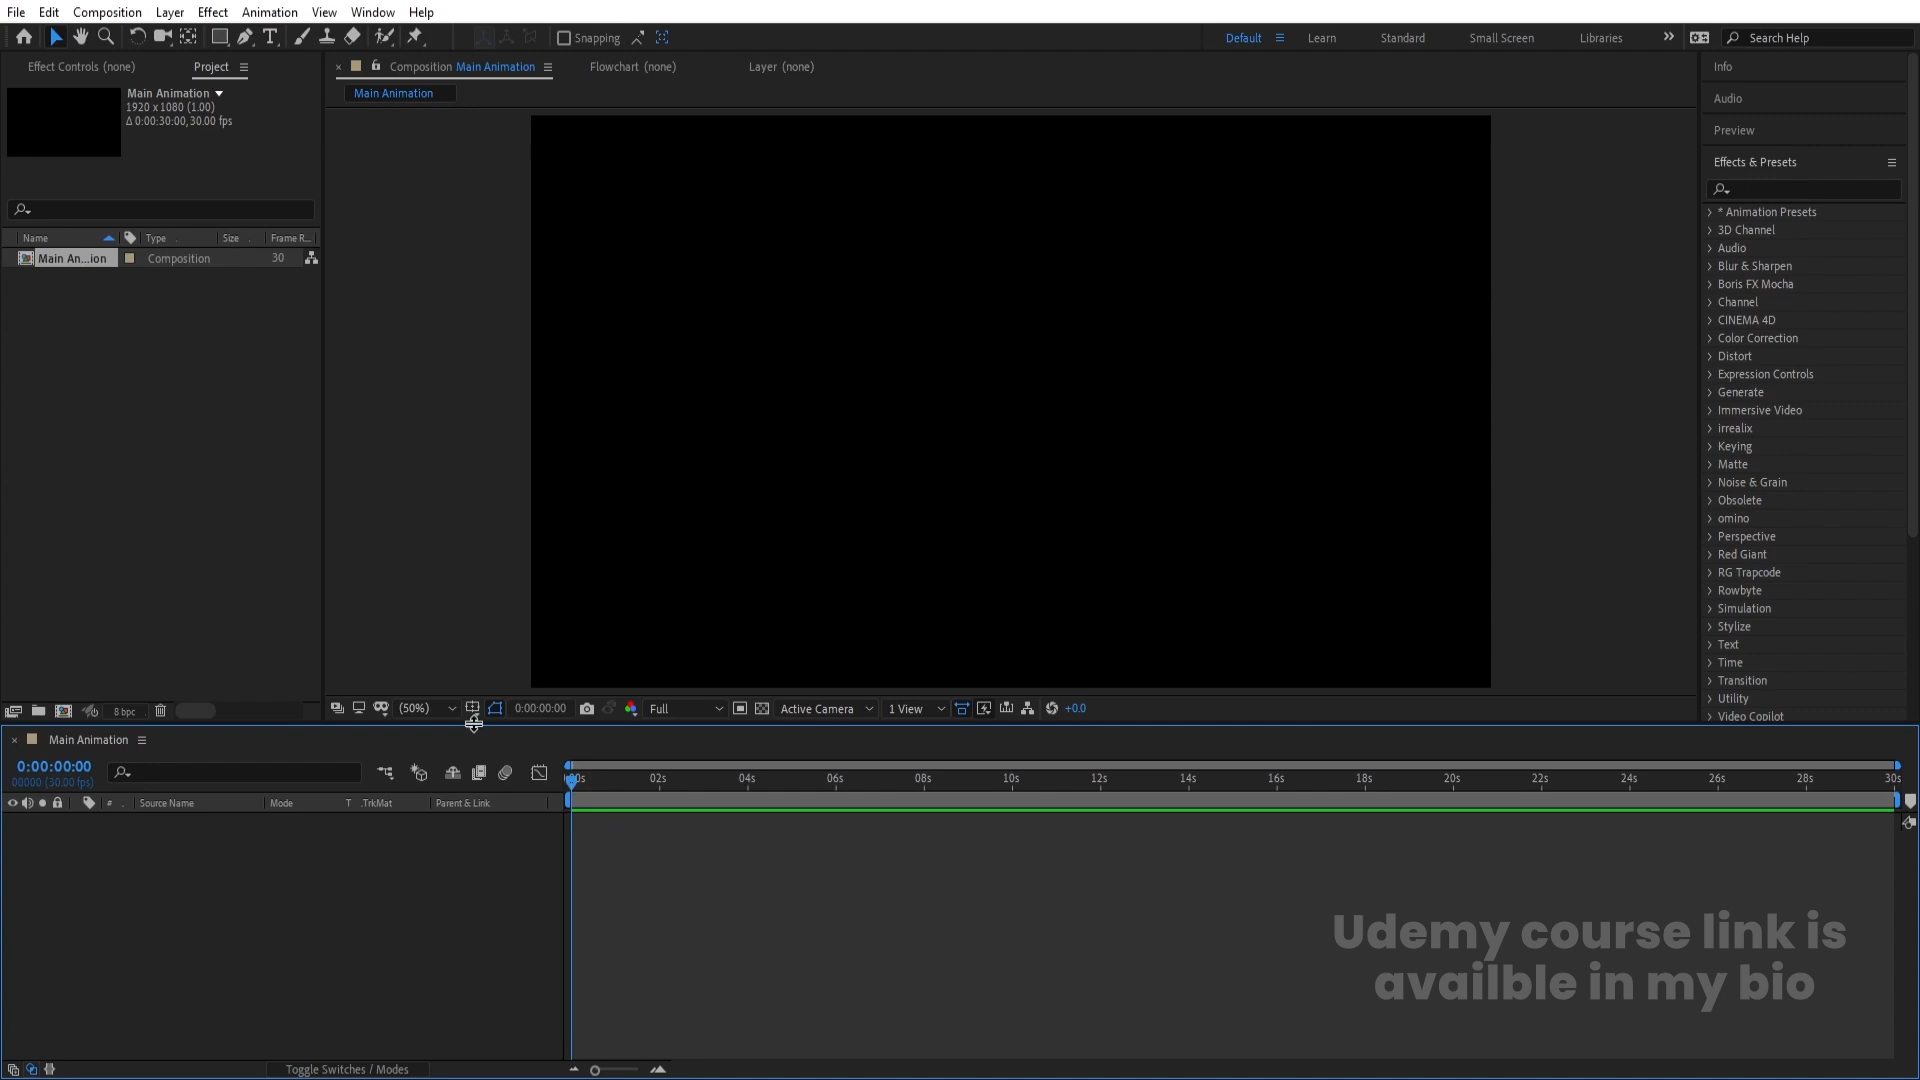 File Edit Composition Layer Effect Animation View Window Help
Snapping
Default Learn Standard Small Screen Libraries Search Help
Effect Controls (none) Project
Composition Main Animation Flowchart (none) Layer (none)
Main Animation
Main Animation
1920 x 1080 (1.00)
Δ 0:00:30:00, 30.00 fps
Name Type Size Frame R...
Main An...ion Composition 30
Info
Audio
Preview
Effects & Presets
* Animation Presets
3D Channel
Audio
Blur & Sharpen
Boris FX Mocha
Channel
CINEMA 4D
Color Correction
Distort
Expression Controls
Generate
Immersive Video
irrealix
Keying
Matte
Noise & Grain
Obsolete
omino
Perspective
Red Giant
RG Trapcode
Rowbyte
Simulation
Stylize
Text
Time
Transition
Utility
Video Copilot
8 bpc
(50%) 0:00:00:00 Full Active Camera 1 View +0.0
Main Animation
0:00:00:00
00000 (30.00 fps)
00s 02s 04s 06s 08s 10s 12s 14s 16s 18s 20s 22s 24s 26s 28s 30s
# Source Name Mode T .TrkMat Parent & Link
Udemy course link is
availble in my bio
Toggle Switches / Modes